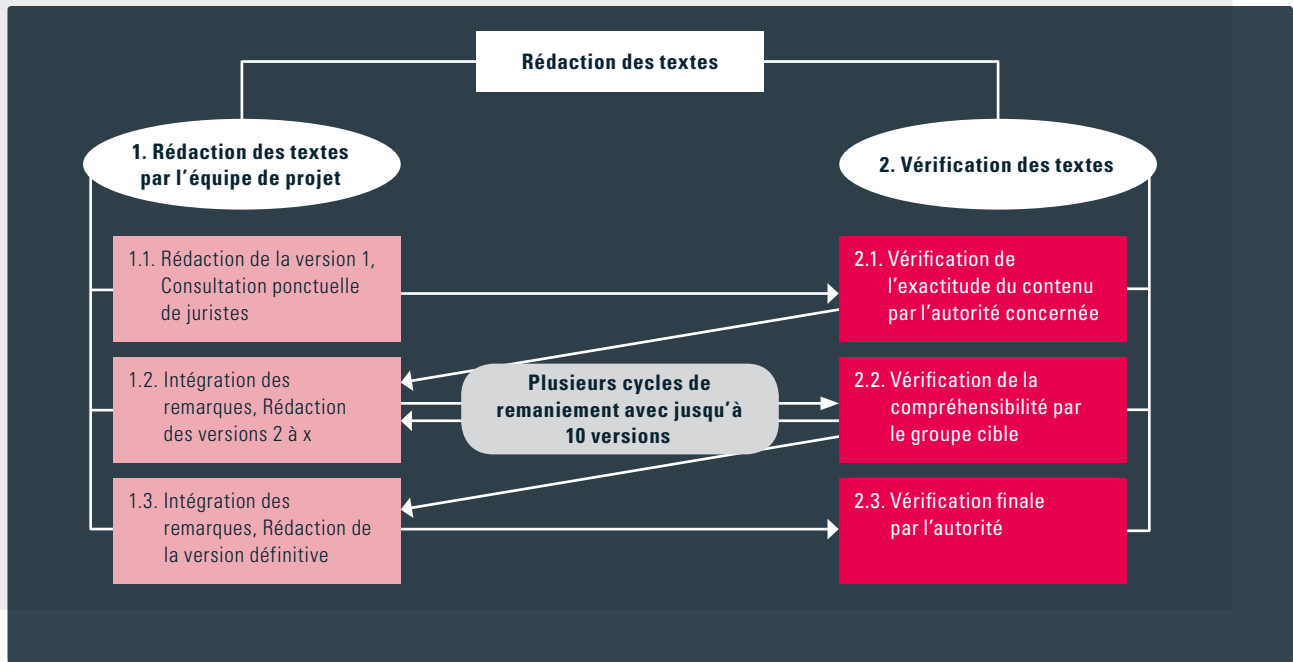 Rédaction des textes
1. Rédaction des textes
par l'équipe de projet
2. Vérification des textes
1.1. Rédaction de la version 1,
Consultation ponctuelle
de juristes
2.1. Vérification de
l'exactitude du contenu
par l'autorité concernée
1.2. Intégration des
remarques, Rédaction
des versions 2 à x
Plusieurs cycles de
remaniement avec jusqu'à
10 versions
2.2. Vérification de la
compréhensibilité par
le groupe cible
1.3. Intégration des
remarques, Rédaction de
la version définitive
2.3. Vérification finale
par l'autorité